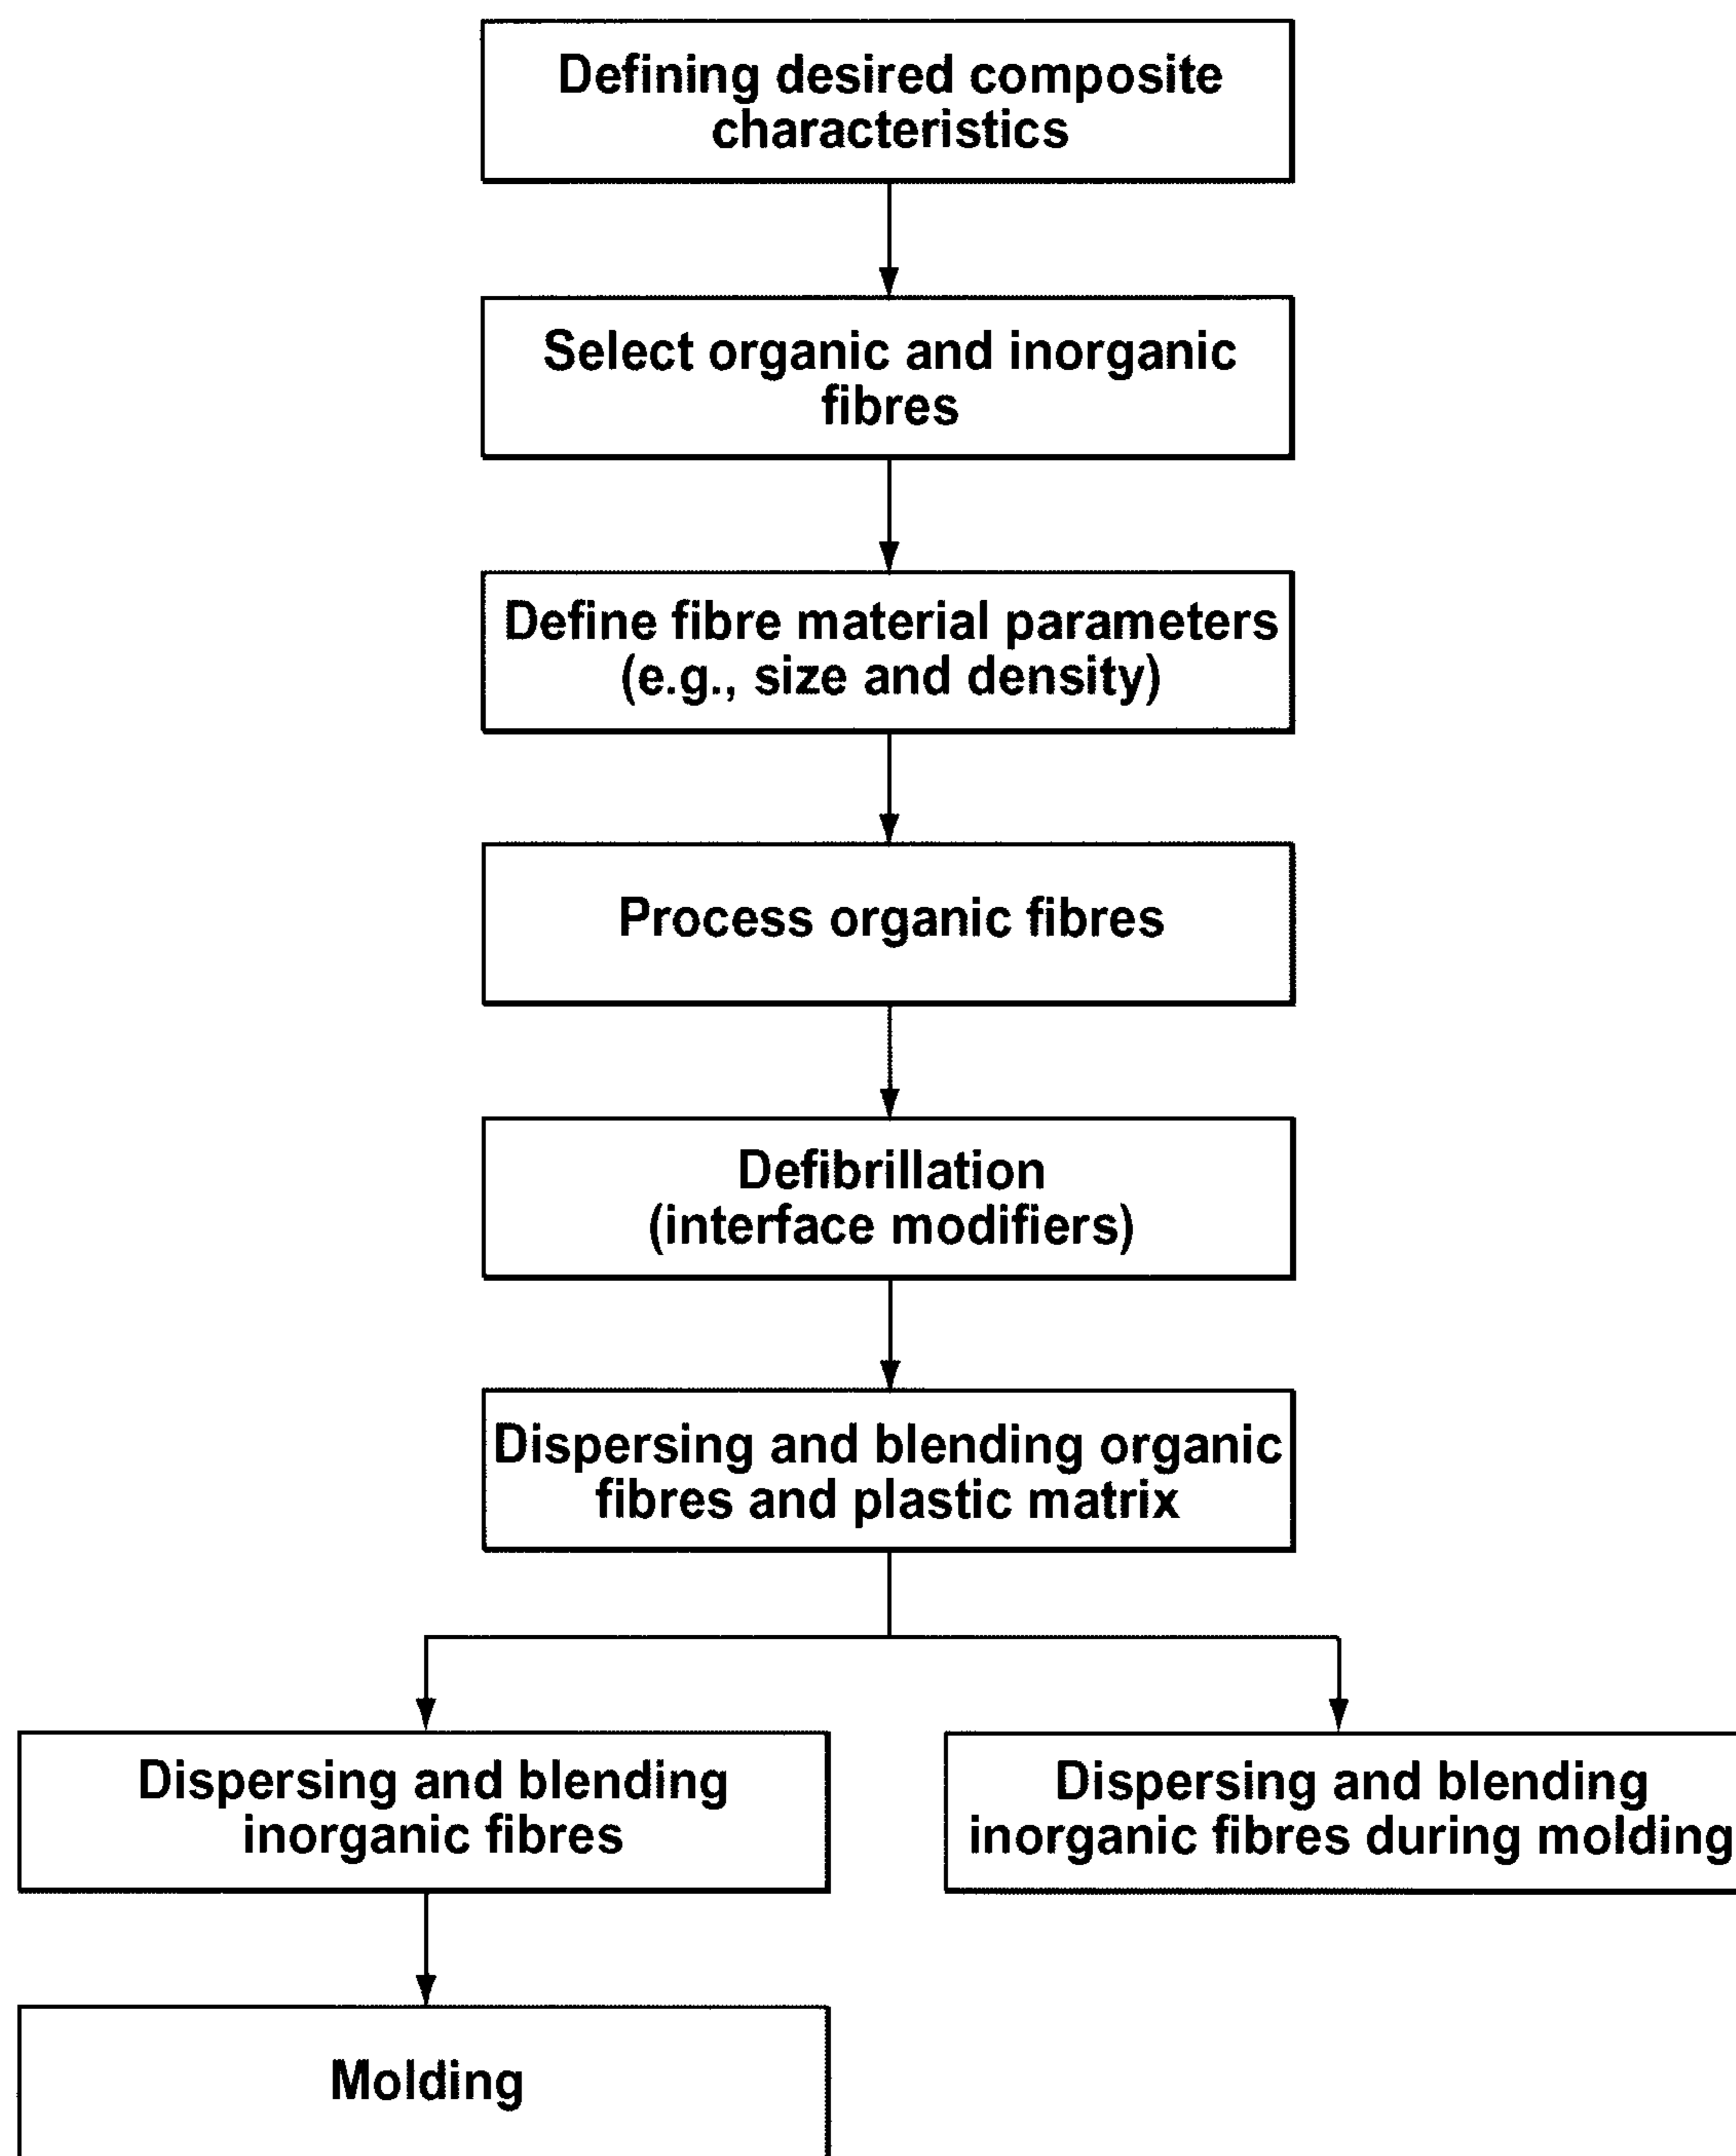 Defining desired composite
characteristics
Select organic and inorganic
fibres
Define fibre material parameters
(e.g., size and density)
Process organic fibres
Defibrillation
(interface modifiers)
Dispersing and blending organic
fibres and plastic matrix
Dispersing and blending
inorganic fibres
Dispersing and blending
inorganic fibres during molding
Molding